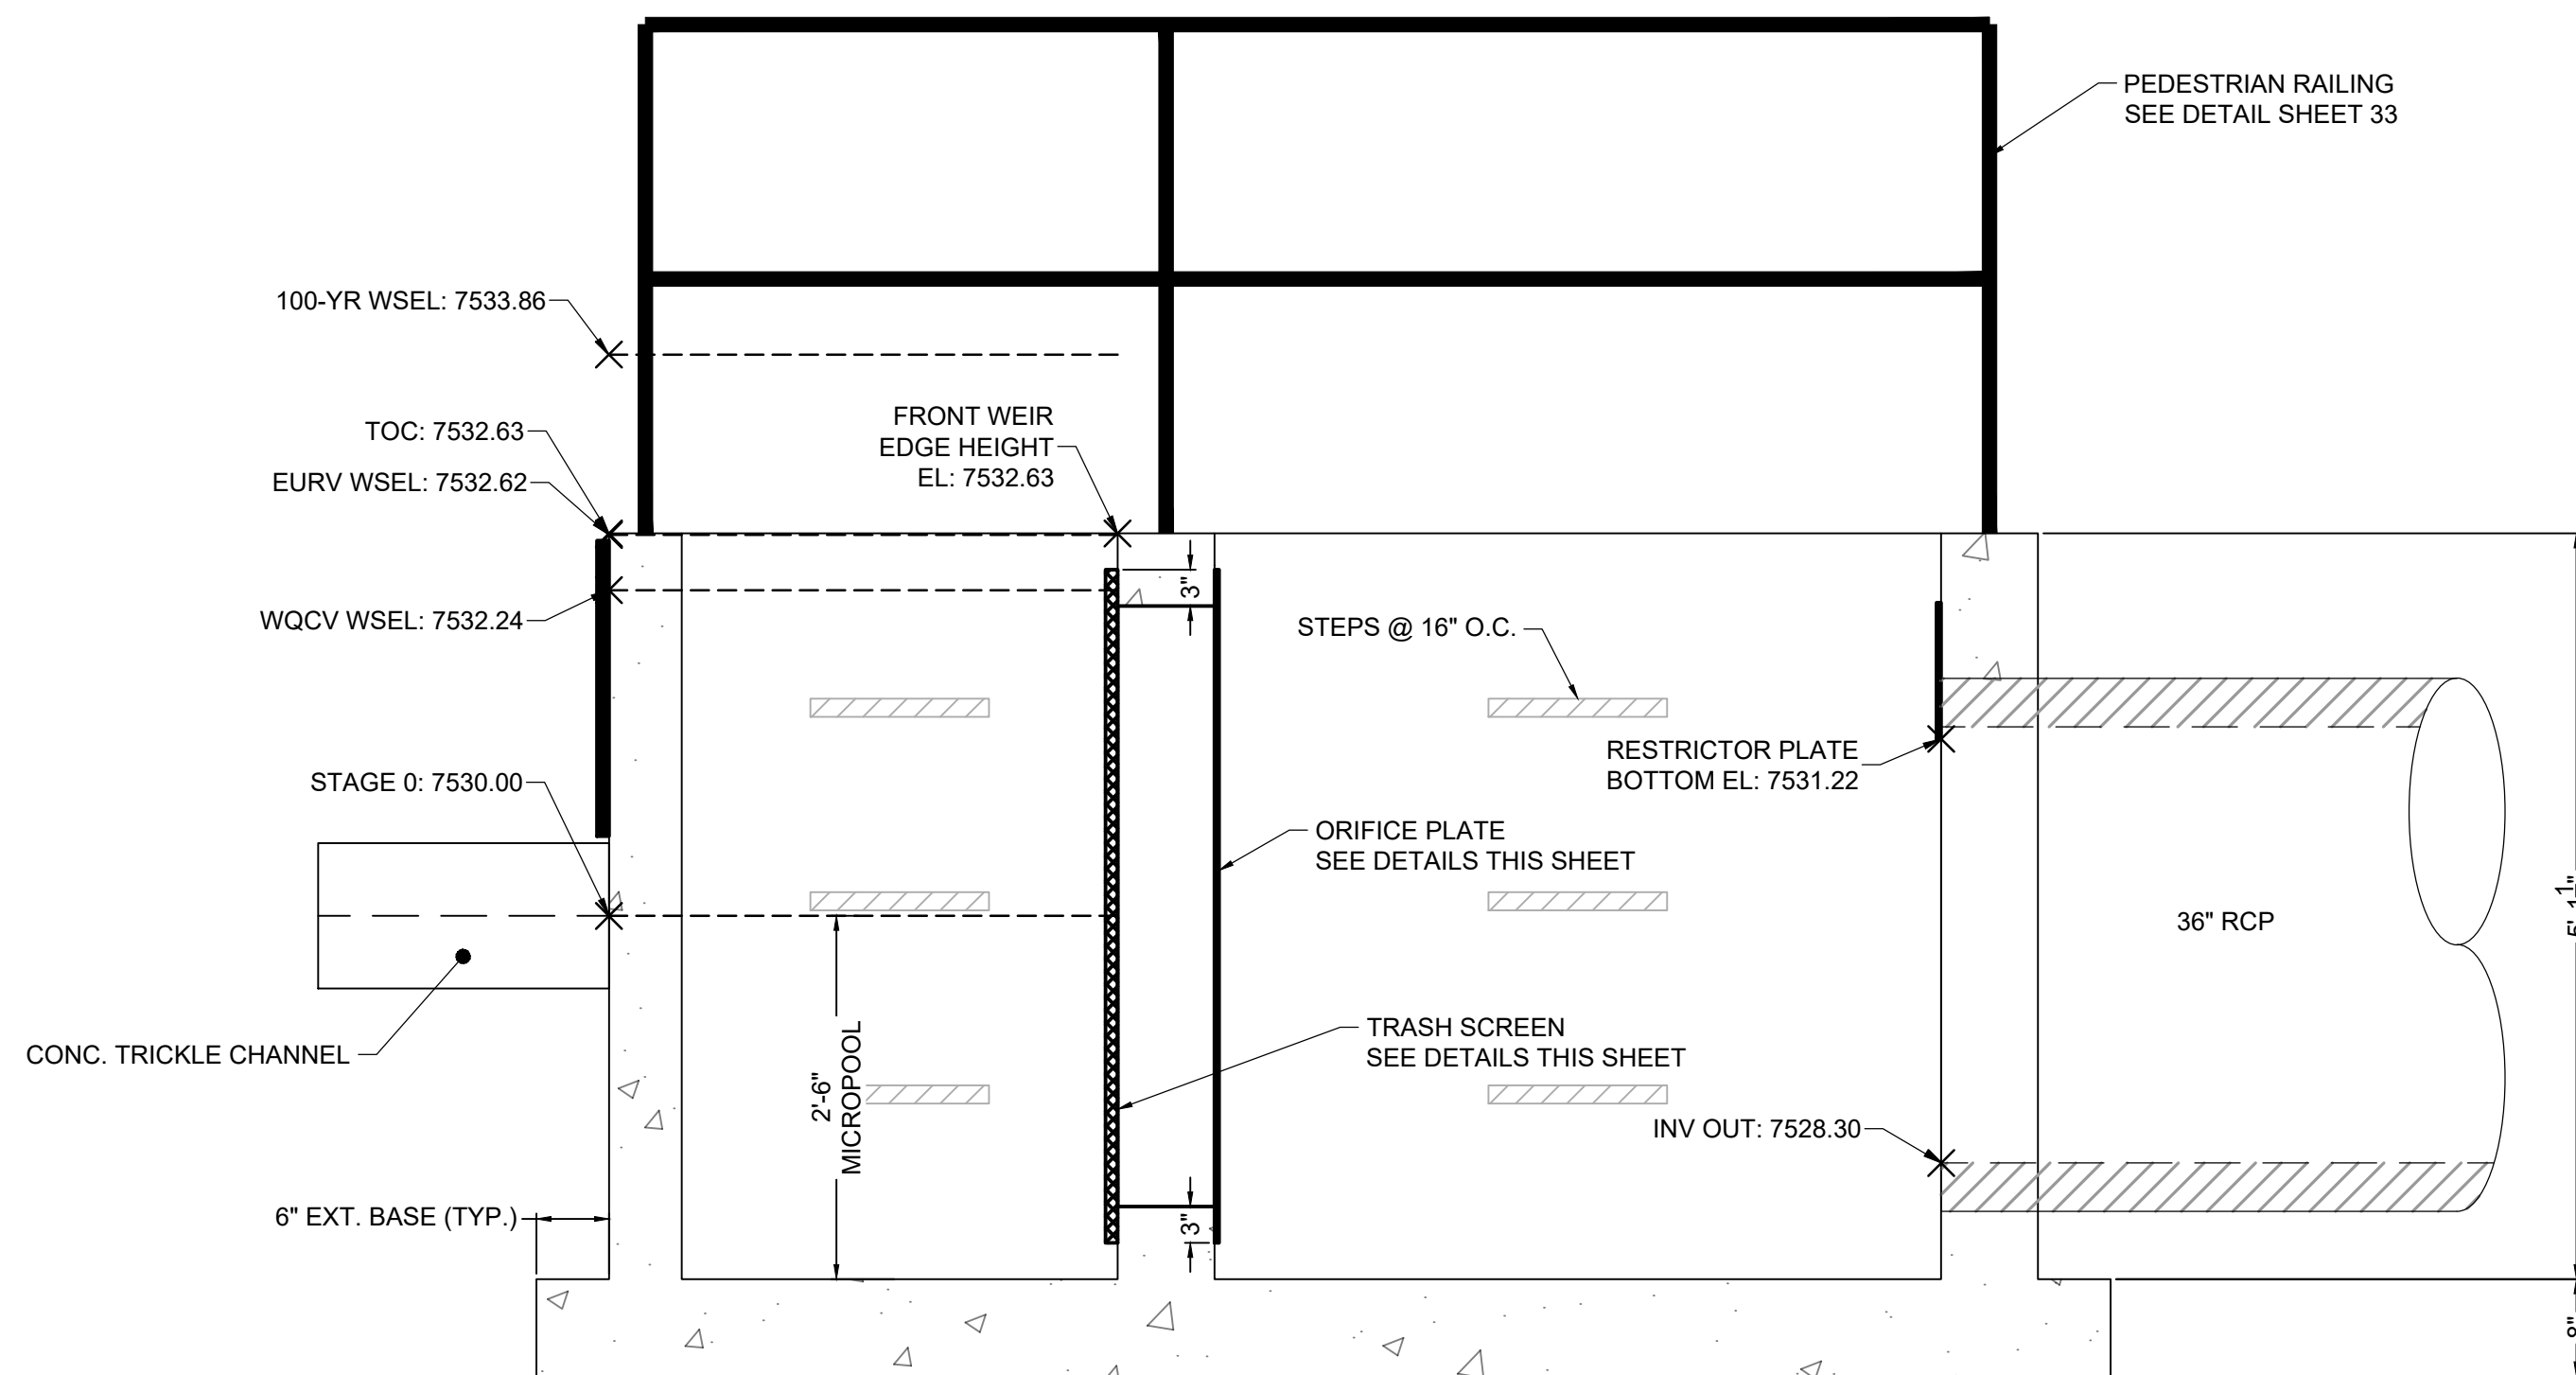 PEDESTRIAN RAILING
SEE DETAIL SHEET 33
100-YR WSEL: 7533.86
TOC: 7532.63
EURV WSEL: 7532.62
FRONT WEIR
EDGE HEIGHT
EL: 7532.63
WQCV WSEL: 7532.24
3"
STEPS @ 16" O.C.
STAGE 0: 7530.00
RESTRICTOR PLATE
BOTTOM EL: 7531.22
ORIFICE PLATE
SEE DETAILS THIS SHEET
36" RCP
CONC. TRICKLE CHANNEL
2'-6"
MICROPOOL
TRASH SCREEN
SEE DETAILS THIS SHEET
INV OUT: 7528.30
6" EXT. BASE (TYP.)
3"
8"